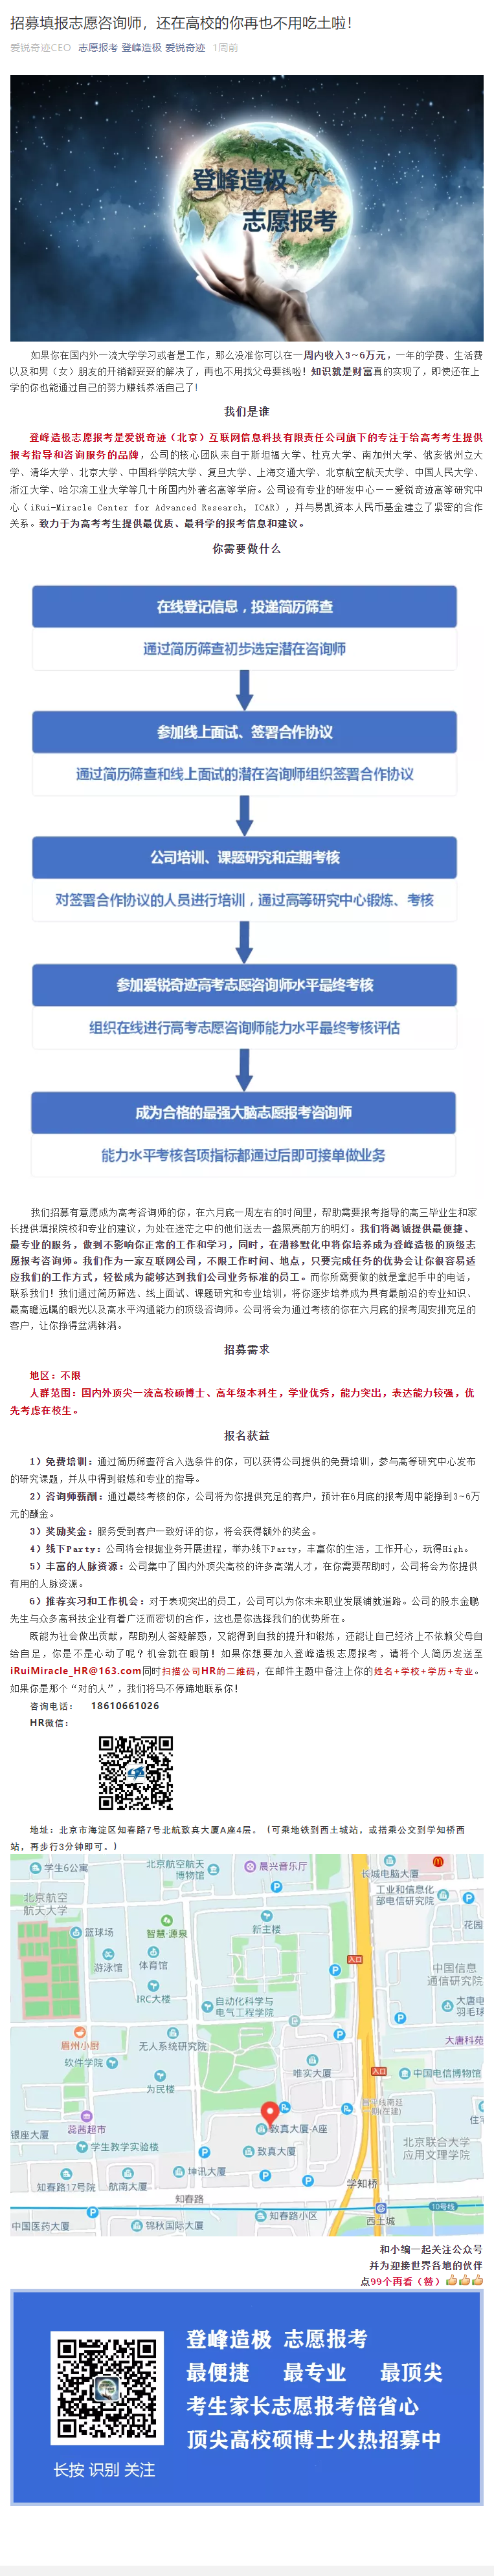 招募填报志愿咨询师，还在高校的你再也不用吃土啦！
爱锐奇迹CEO 志愿报考 登峰造极 爱锐奇迹 1周前
登峰造极
志愿报考
如果你在国内外一流大学学习或者是工作，那么没准你可以在一周内收入3~6万元，一年的学费、生活费
以及和男（女）朋友的开销都妥妥的解决了，再也不用找父母要钱啦！知识就是财富真的实现了，即使还在上
学的你也能通过自己的努力赚钱养活自己了！
我们是谁
登峰造极志愿报考是爱锐奇迹（北京）互联网信息科技有限责任公司旗下的专注于给高考考生提供
报考指导和咨询服务的品牌，公司的核心团队来自于斯坦福大学、杜克大学、南加州大学、俄亥俄州立大
学、清华大学、北京大学、中国科学院大学、复旦大学、上海交通大学、北京航空航天大学、中国人民大学、
浙江大学、哈尔滨工业大学等几十所国内外著名高等学府。公司设有专业的研发中心——爱锐奇迹高等研究中
心（iRui-Miracle Center for Advanced Research, ICAR），并与易凯资本人民币基金建立了紧密的合作
关系。致力于为高考考生提供最优质、最科学的报考信息和建议。
你需要做什么
在线登记信息，投递简历筛查
通过简历筛查初步选定潜在咨询师
参加线上面试、签署合作协议
通过简历筛查和线上面试的潜在咨询师组织签署合作协议
公司培训、课题研究和定期考核
对签署合作协议的人员进行培训，通过高等研究中心锻炼、考核
参加爱锐奇迹高考志愿咨询师水平最终考核
组织在线进行高考志愿咨询师能力水平最终考核评估
成为合格的最强大脑志愿报考咨询师
能力水平考核各项指标都通过后即可接单做业务
我们招募有意愿成为高考咨询师的你，在六月底一周左右的时间里，帮助需要报考指导的高三毕业生和家
长提供填报院校和专业的建议，为处在迷茫之中的他们送去一盏照亮前方的明灯。我们将竭诚提供最便捷、
最专业的服务，做到不影响你正常的工作和学习，同时，在潜移默化中将你培养成为登峰造极的顶级志
愿报考咨询师。我们作为一家互联网公司，不限工作时间、地点，只要完成任务的优势会让你很容易适
应我们的工作方式，轻松成为能够达到我们公司业务标准的员工。而你所需要做的就是拿起手中的电话，
联系我们！我们通过简历筛选、线上面试、课题研究和专业培训，将你逐步培养成为具有最前沿的专业知识、
最高瞻远瞩的眼光以及高水平沟通能力的顶级咨询师。公司将会为通过考核的你在六月底的报考周安排充足的
客户，让你挣得盆满钵满。
招募需求
地区：不限
人群范围：国内外顶尖一流高校硕博士、高年级本科生，学业优秀，能力突出，表达能力较强，优
先考虑在校生。
报名获益
1）免费培训：通过简历筛查符合入选条件的你，可以获得公司提供的免费培训，参与高等研究中心发布
的研究课题，并从中得到锻炼和专业的指导。
2）咨询师薪酬：通过最终考核的你，公司将为你提供充足的客户，预计在6月底的报考周中能挣到3~6万
元的酬金。
3）奖励奖金：服务受到客户一致好评的你，将会获得额外的奖金。
4）线下Party：公司将会根据业务开展进程，举办线下Party，丰富你的生活，工作开心，玩得High。
5）丰富的人脉资源：公司集中了国内外顶尖高校的许多高端人才，在你需要帮助时，公司将会为你提供
有用的人脉资源。
6）推荐实习和工作机会：对于表现突出的员工，公司可以为你未来职业发展铺就道路。公司的股东金鹏
先生与众多高科技企业有着广泛而密切的合作，这也是你选择我们的优势所在。
既能为社会做出贡献，帮助别人答疑解惑，又能得到自我的提升和锻炼，还能让自己经济上不依赖父母自
给自足，你是不是心动了呢？机会就在眼前！如果你想要加入登峰造极志愿报考，请将个人简历发送至
iRuiMiracle_HR@163.com同时扫描公司HR的二维码，在邮件主题中备注上你的姓名+学校+学历+专业。
如果你是那个“对的人”，我们将马不停蹄地联系你！
咨询电话： 18610661026
HR微信：
地址：北京市海淀区知春路7号北航致真大厦A座4层。（可乘地铁到西土城站，或搭乘公交到学知桥西
站，再步行3分钟即可。）
学生6公寓
北京航空航天
博物馆
晨兴音乐厅
长城电脑大厦
北京航空
航天大学
工业和信息化
部电信研究院
篮球场
智慧·源泉
新主楼
花园
入口
游泳馆
体育馆
中国信息
通信研究院
IRC大楼
自动化科学与
电气工程学院
大唐电
羽毛球
眉州小厨
无人系统研究院
大唐科苑
软件学院
唯实大厦
入口
中国电信博物馆
为民楼
蕊茜超市
致真大厦-A座
住宅
银座大厦
学生教学实验楼
致真大厦
北京联合大学
应用文理学院
坤讯大厦
知春路17号院
航南大厦
学知桥
知春路
10号线
中国医药大厦
锦秋国际大厦
知春路小区
西土城
和小编一起关注公众号
并为迎接世界各地的伙伴
点99个再看（赞）
登峰造极 志愿报考
最便捷 最专业 最顶尖
考生家长志愿报考倍省心
顶尖高校硕博士火热招募中
长按 识别 关注